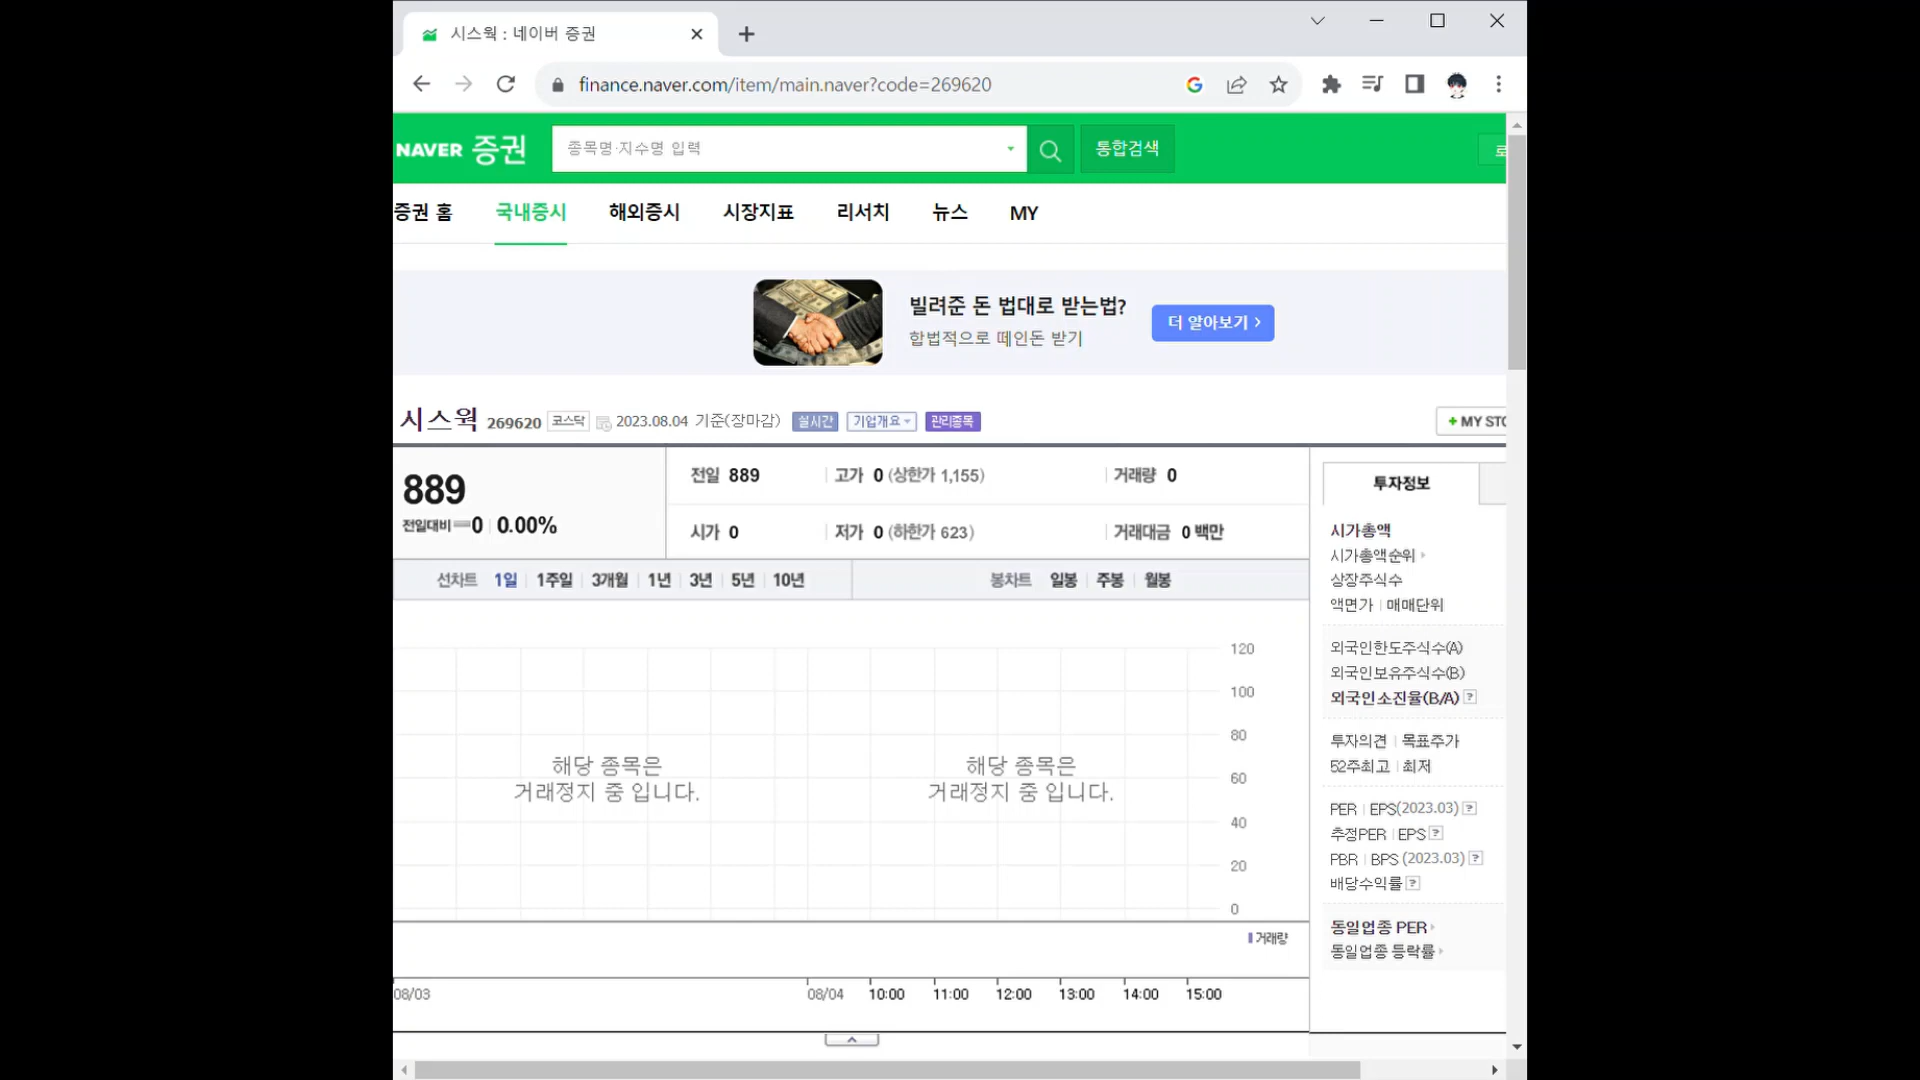 시스웍 : 네이버 증권
finance.naver.com/item/main.naver?code=269620
NAVER 증권
종목명·지수명 입력
통합검색
증권 홈 국내증시 해외증시 시장지표 리서치 뉴스 MY
빌려준 돈 법대로 받는법?
합법적으로 떼인돈 받기
더 알아보기 >
시스웍 269620 코스닥 2023.08.04 기준(장마감) 실시간 기업개요 관리종목
+ MY STO
889
전일대비 0 | 0.00%
전일 889 고가 0 (상한가 1,155) 거래량 0
시가 0 저가 0 (하한가 623) 거래대금 0 백만
선차트 1일 1주일 3개월 1년 3년 5년 10년
봉차트 일봉 주봉 월봉
120
100
80
60
40
20
0
해당 종목은
거래정지 중 입니다.
해당 종목은
거래정지 중 입니다.
거래량
08/03 08/04 10:00 11:00 12:00 13:00 14:00 15:00
투자정보
시가총액
시가총액순위
상장주식수
액면가 | 매매단위
외국인한도주식수(A)
외국인보유주식수(B)
외국인소진율(B/A) ?
투자의견 | 목표주가
52주최고 | 최저
PER | EPS(2023.03) ?
추정PER | EPS ?
PBR | BPS (2023.03) ?
배당수익률 ?
동일업종 PER
동일업종 등락률